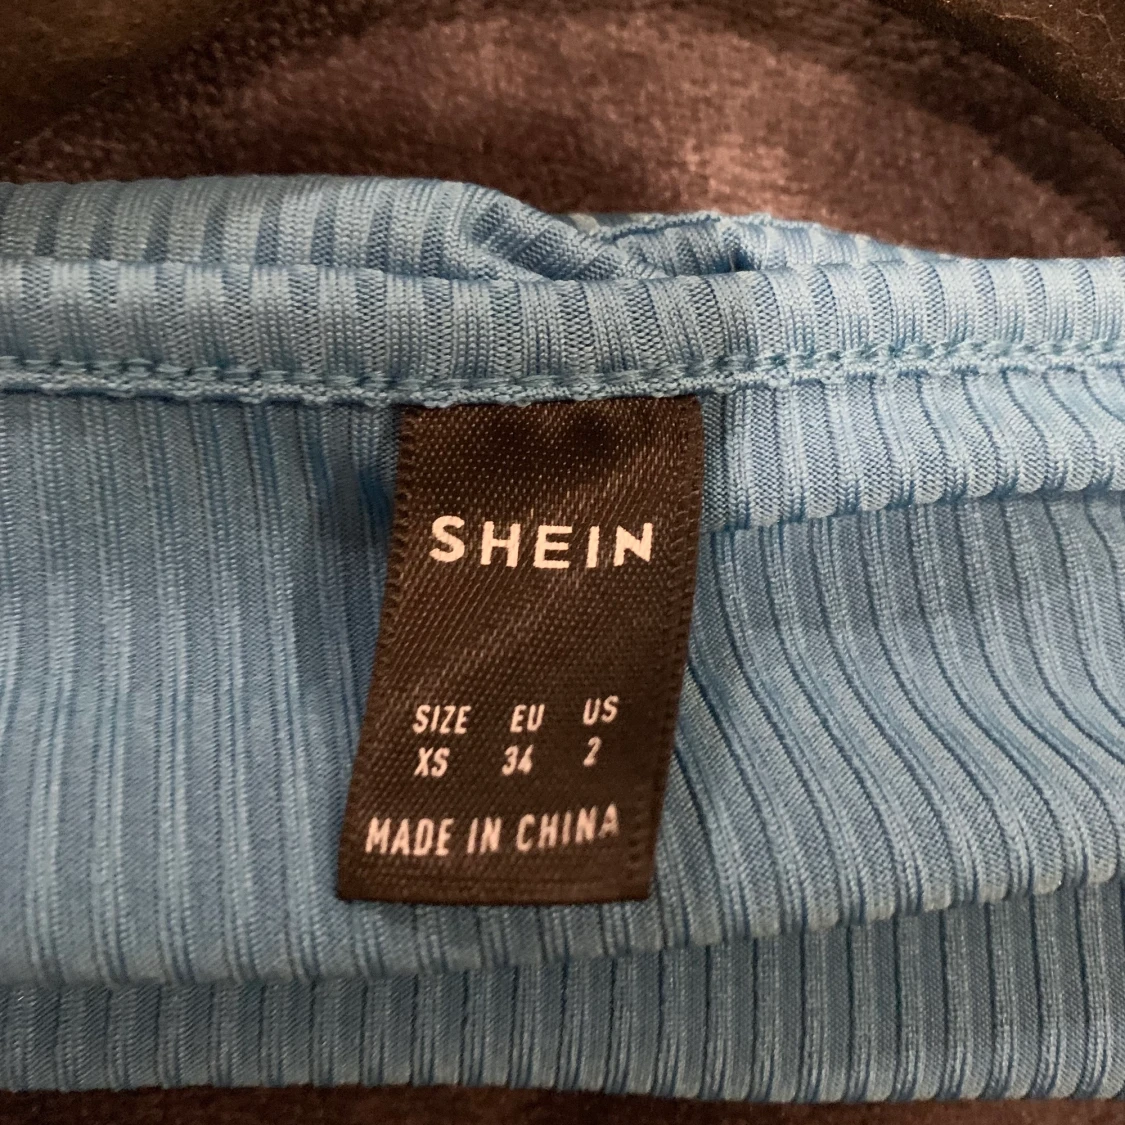 SHEIN
SIZE EU US
XS 34 2
MADE IN CHINA